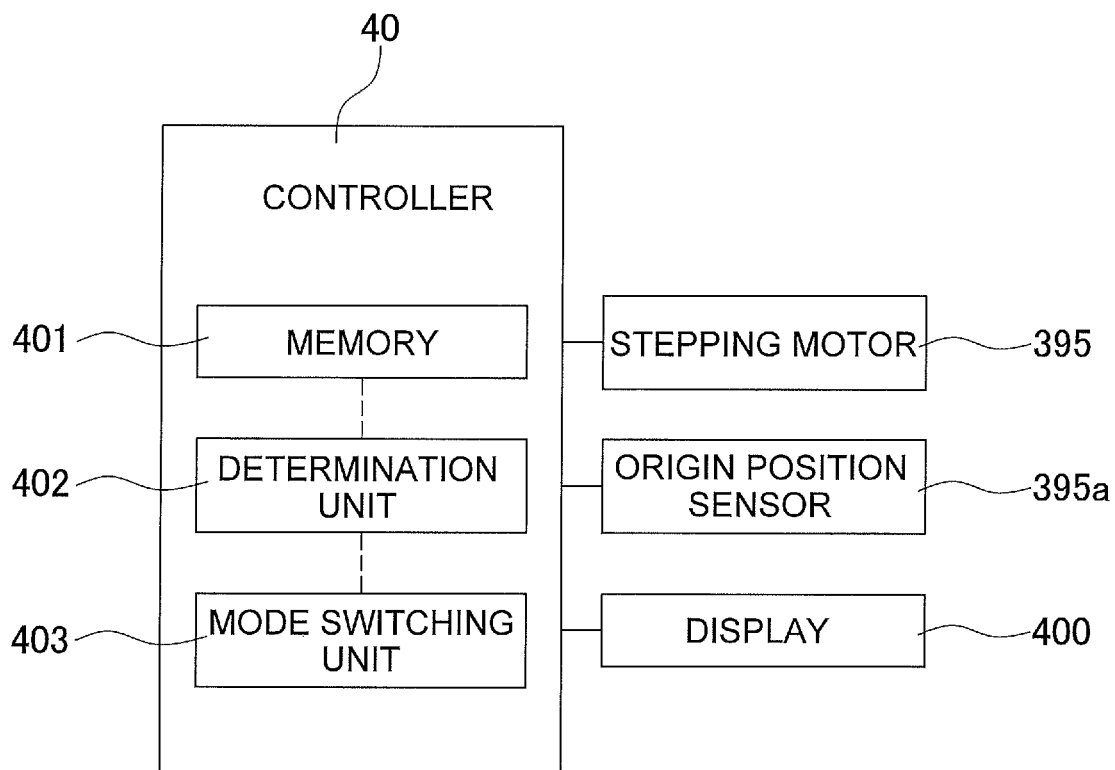 40
CONTROLLER
401
MEMORY
STEPPING MOTOR
395
402
DETERMINATION
UNIT
ORIGIN POSITION
SENSOR
395a
403
MODE SWITCHING
UNIT
DISPLAY
400